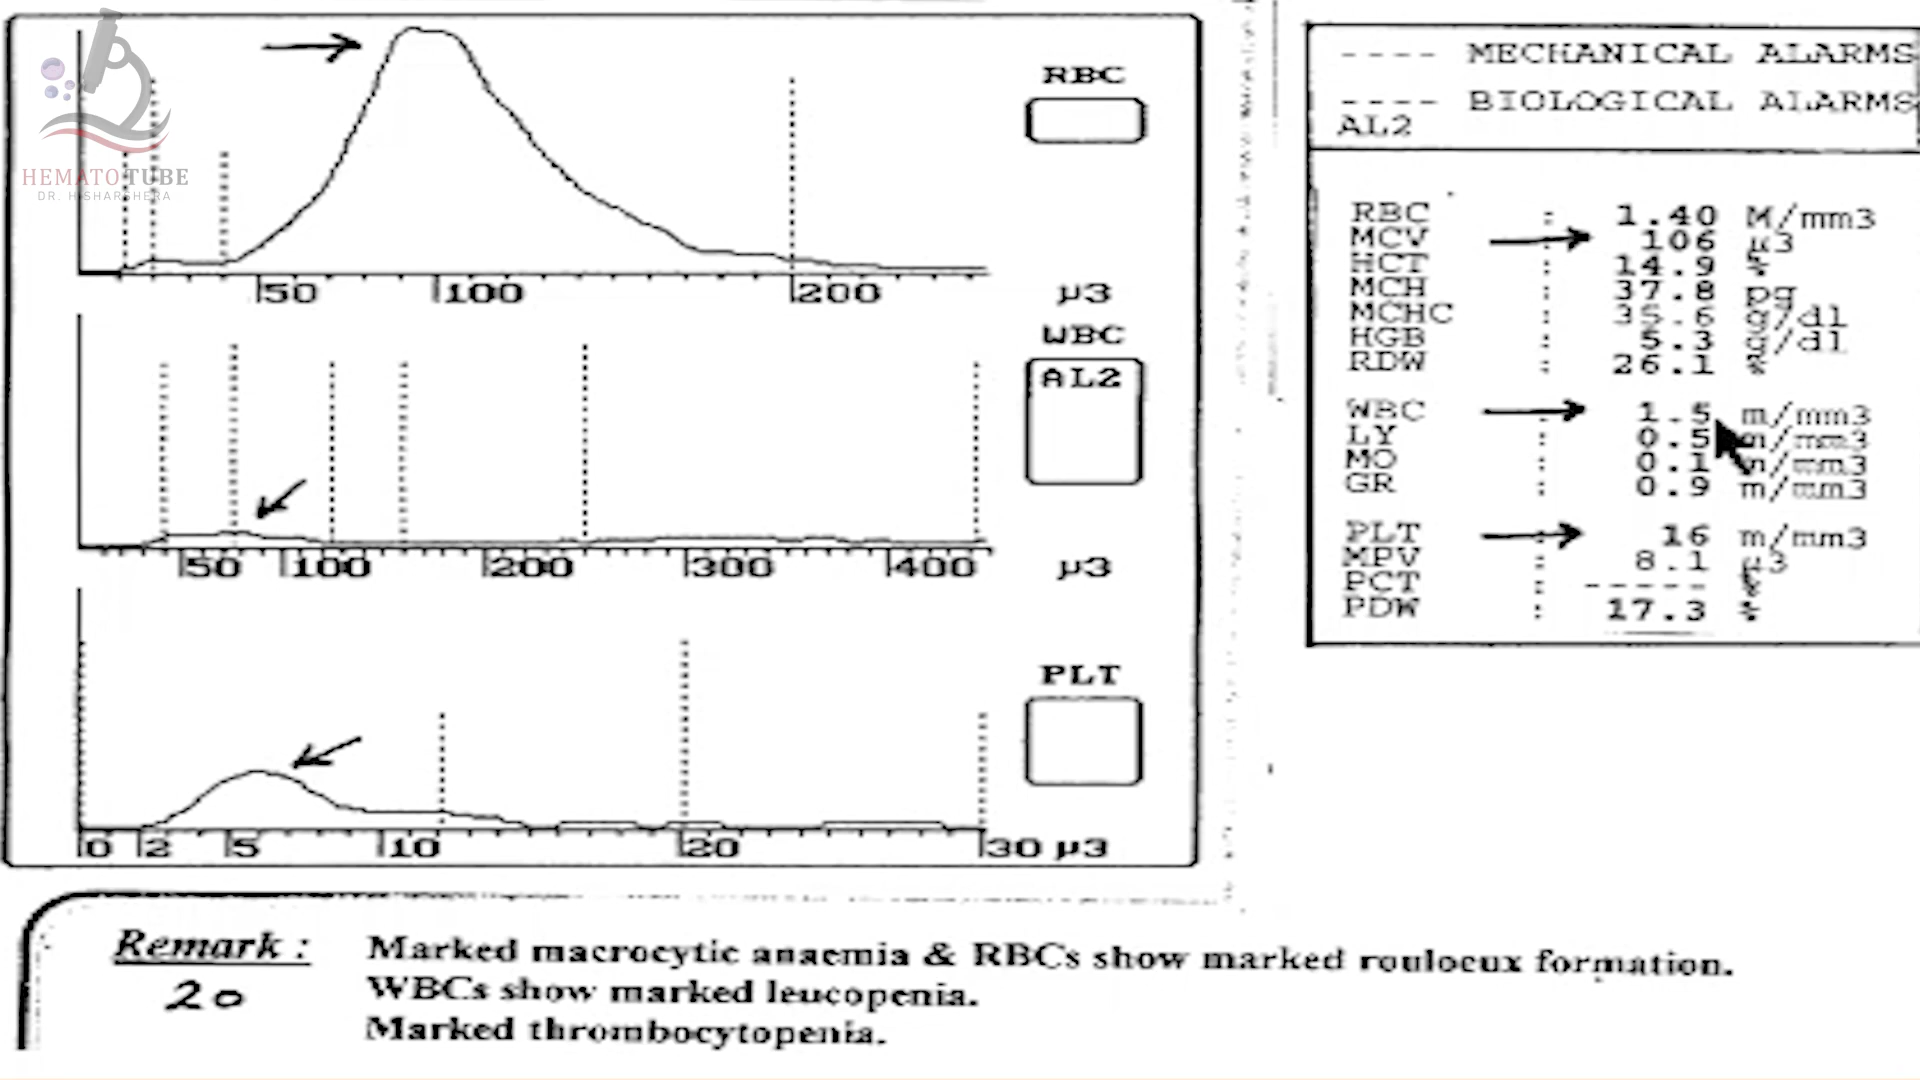 HEMATOTUBE
DR. HISHARSHERA
RBC
50 100 200 µ3
WBC
AL2
50 100 200 300 400 µ3
PLT
0 2 5 10 20 30 µ3
---- MECHANICAL ALARMS
---- BIOLOGICAL ALARMS
AL2
RBC : 1.40 M/mm3
MCV : 106 µ3
HCT : 14.9 %
MCH : 37.8 pg
MCHC : 35.6 g/dl
HGB : 5.3 g/dl
RDW : 26.1 %
WBC 1.5 m/mm3
LY : 0.5 m/mm3
MO : 0.1 m/mm3
GR : 0.9 m/mm3
PLT : 16 m/mm3
MPV : 8.1 µ3
PCT : ----- %
PDW : 17.3 %
Remark : Marked macrocytic anaemia & RBCs show marked roulocux formation.
20 WBCs show marked leucopenia.
Marked thrombocytopenia.